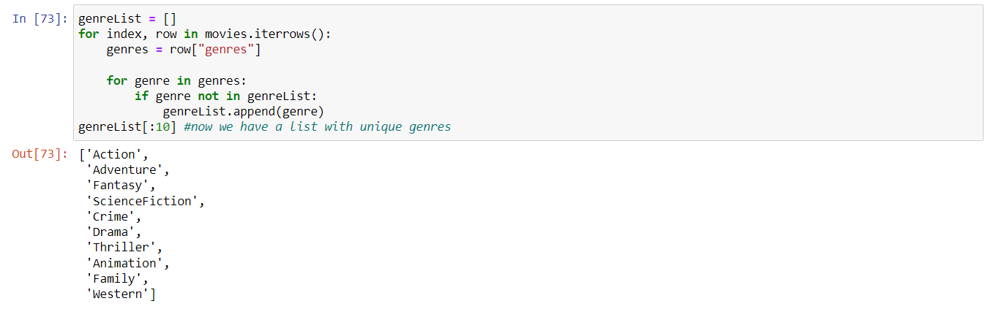 In [73]: genreList = []
for index, row in movies.iterrows():
    genres = row["genres"]

    for genre in genres:
        if genre not in genreList:
            genreList.append(genre)
genreList[:10] #now we have a list with unique genres
Out[73]: ['Action',
 'Adventure',
 'Fantasy',
 'ScienceFiction',
 'Crime',
 'Drama',
 'Thriller',
 'Animation',
 'Family',
 'Western']